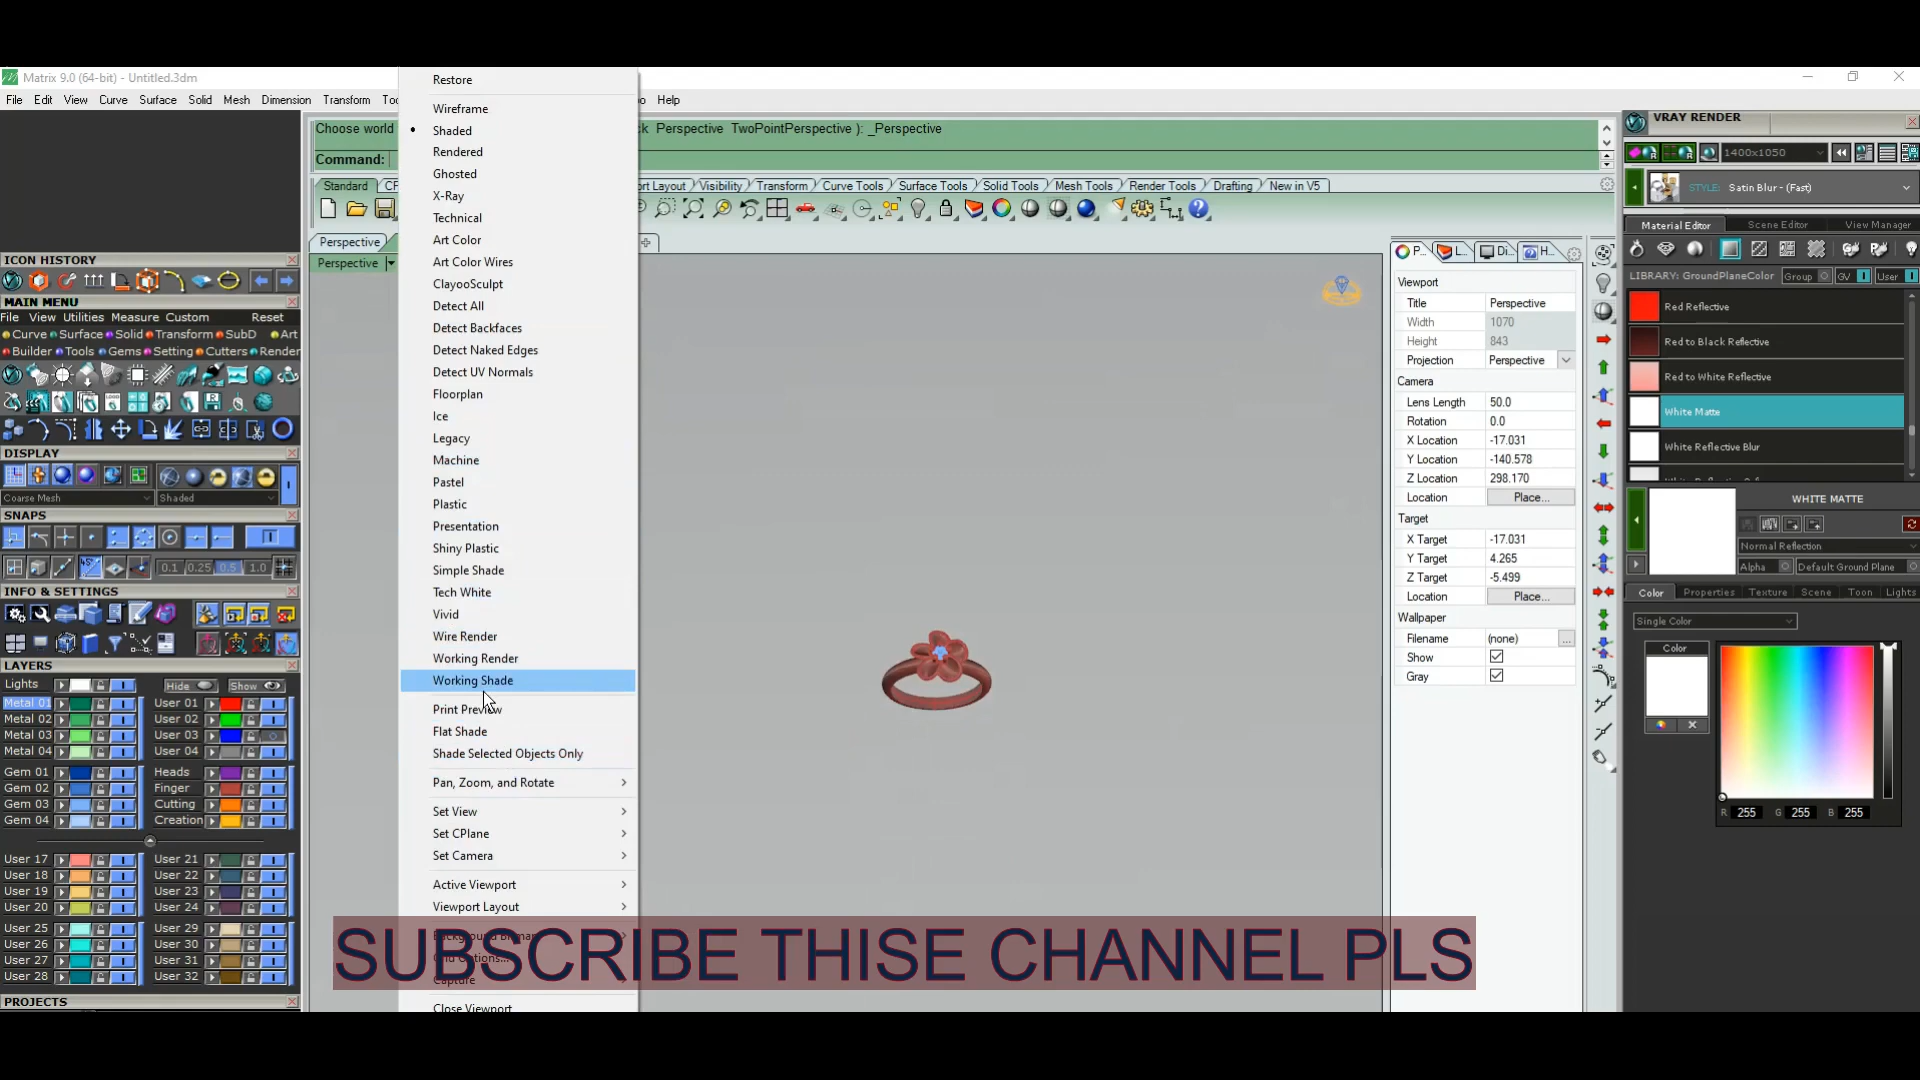 Matrix 9.0 (64-bit) - Untitled.3dm
File Edit View Curve Surface Solid Mesh Dimension Transform Help
Choose world
Perspective TwoPointPerspective ): _Perspective
Command:
Standard
Visibility Transform Curve Tools Surface Tools Solid Tools Mesh Tools Render Tools Drafting New in V5
Perspective
Perspective
ICON HISTORY
MAIN MENU
File View Utilities Measure Custom Reset
Curve Surface Solid Transform SubD Art
Builder Tools Gems Setting Cutters Render
DISPLAY
Coarse Mesh Shaded
SNAPS
45°
0.1 0.25 0.5 1.0
INFO & SETTINGS
LAYERS
Lights Hide Show
Metal 01 User 01
Metal 02 User 02
Metal 03 User 03
Metal 04 User 04
Gem 01 Heads
Gem 02 Finger
Gem 03 Cutting
Gem 04 Creation
User 17 User 21
User 18 User 22
User 19 User 23
User 20 User 24
User 25 User 29
User 26 User 30
User 27 User 31
User 28 User 32
PROJECTS
Restore
Wireframe
Shaded
Rendered
Ghosted
X-Ray
Technical
Art Color
Art Color Wires
ClayooSculpt
Detect All
Detect Backfaces
Detect Naked Edges
Detect UV Normals
Floorplan
Ice
Legacy
Machine
Pastel
Plastic
Presentation
Shiny Plastic
Simple Shade
Tech White
Vivid
Wire Render
Working Render
Working Shade
Print Preview
Flat Shade
Shade Selected Objects Only
Pan, Zoom, and Rotate
Set View
Set CPlane
Set Camera
Active Viewport
Viewport Layout
Capture
Close Viewport
SUBSCRIBE THISE CHANNEL PLS
Viewport
Title Perspective
Width 1070
Height 843
Projection Perspective
Camera
Lens Length 50.0
Rotation 0.0
X Location -17.031
Y Location -140.578
Z Location 298.170
Location Place...
Target
X Target -17.031
Y Target 4.265
Z Target -5.499
Location Place...
Wallpaper
Filename (none) ...
Show
Gray
VRAY RENDER
1400x1050
STYLE: Satin Blur - (Fast)
Material Editor Scene Editor View Manager
LIBRARY: GroundPlaneColor Group GV User
Red Reflective
Red to Black Reflective
Red to White Reflective
White Matte
White Reflective Blur
WHITE MATTE
Normal Reflection
Alpha Default Ground Plane
Color Properties Texture Scene Toon Lights
Single Color
Color
R 255 G 255 B 255